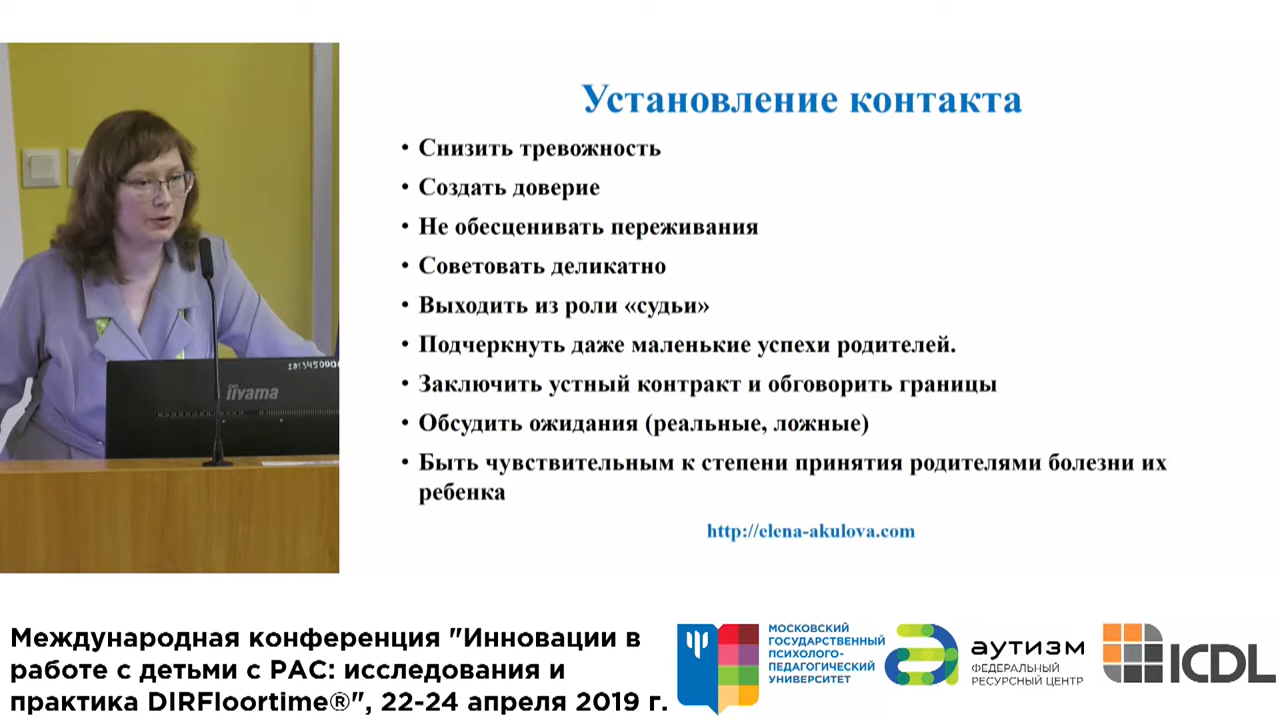 Установление контакта
• Снизить тревожность
• Создать доверие
• Не обесценивать переживания
• Советовать деликатно
• Выходить из роли «судьи»
• Подчеркнуть даже маленькие успехи родителей.
• Заключить устный контракт и обговорить границы
• Обсудить ожидания (реальные, ложные)
• Быть чувствительным к степени принятия родителями болезни их
ребенка
http://elena-akulova.com
iiyama
Международная конференция "Инновации в
работе с детьми с РАС: исследования и
практика DIRFloortime®", 22-24 апреля 2019 г.
МОСКОВСКИЙ
ГОСУДАРСТВЕННЫЙ
ПСИХОЛОГО-
ПЕДАГОГИЧЕСКИЙ
УНИВЕРСИТЕТ
аутизм
ФЕДЕРАЛЬНЫЙ
РЕСУРСНЫЙ ЦЕНТР
ICDL